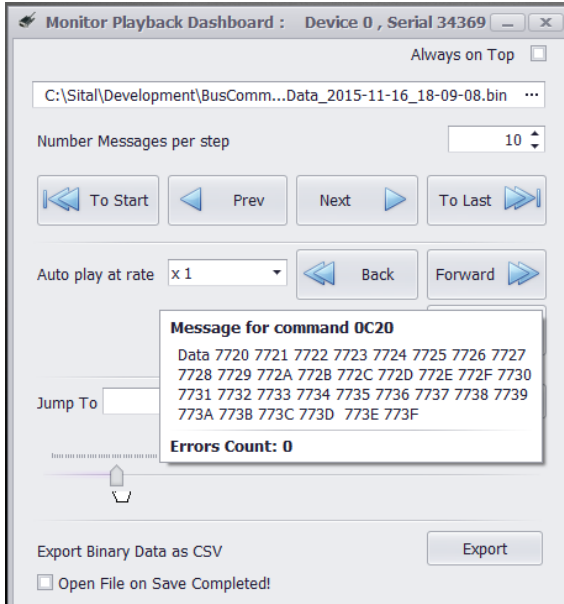 Monitor Playback Dashboard : Device 0 , Serial 34369
Always on Top
C:\Sital\Development\BusComm...Data_2015-11-16_18-09-08.bin ...
Number Messages per step 10
To Start Prev Next To Last
Auto play at rate x 1 Back Forward
Message for command 0C20
Data 7720 7721 7722 7723 7724 7725 7726 7727
7728 7729 772A 772B 772C 772D 772E 772F 7730
7731 7732 7733 7734 7735 7736 7737 7738 7739
773A 773B 773C 773D 773E 773F
Jump To
Errors Count: 0
Export Binary Data as CSV Export
Open File on Save Completed!